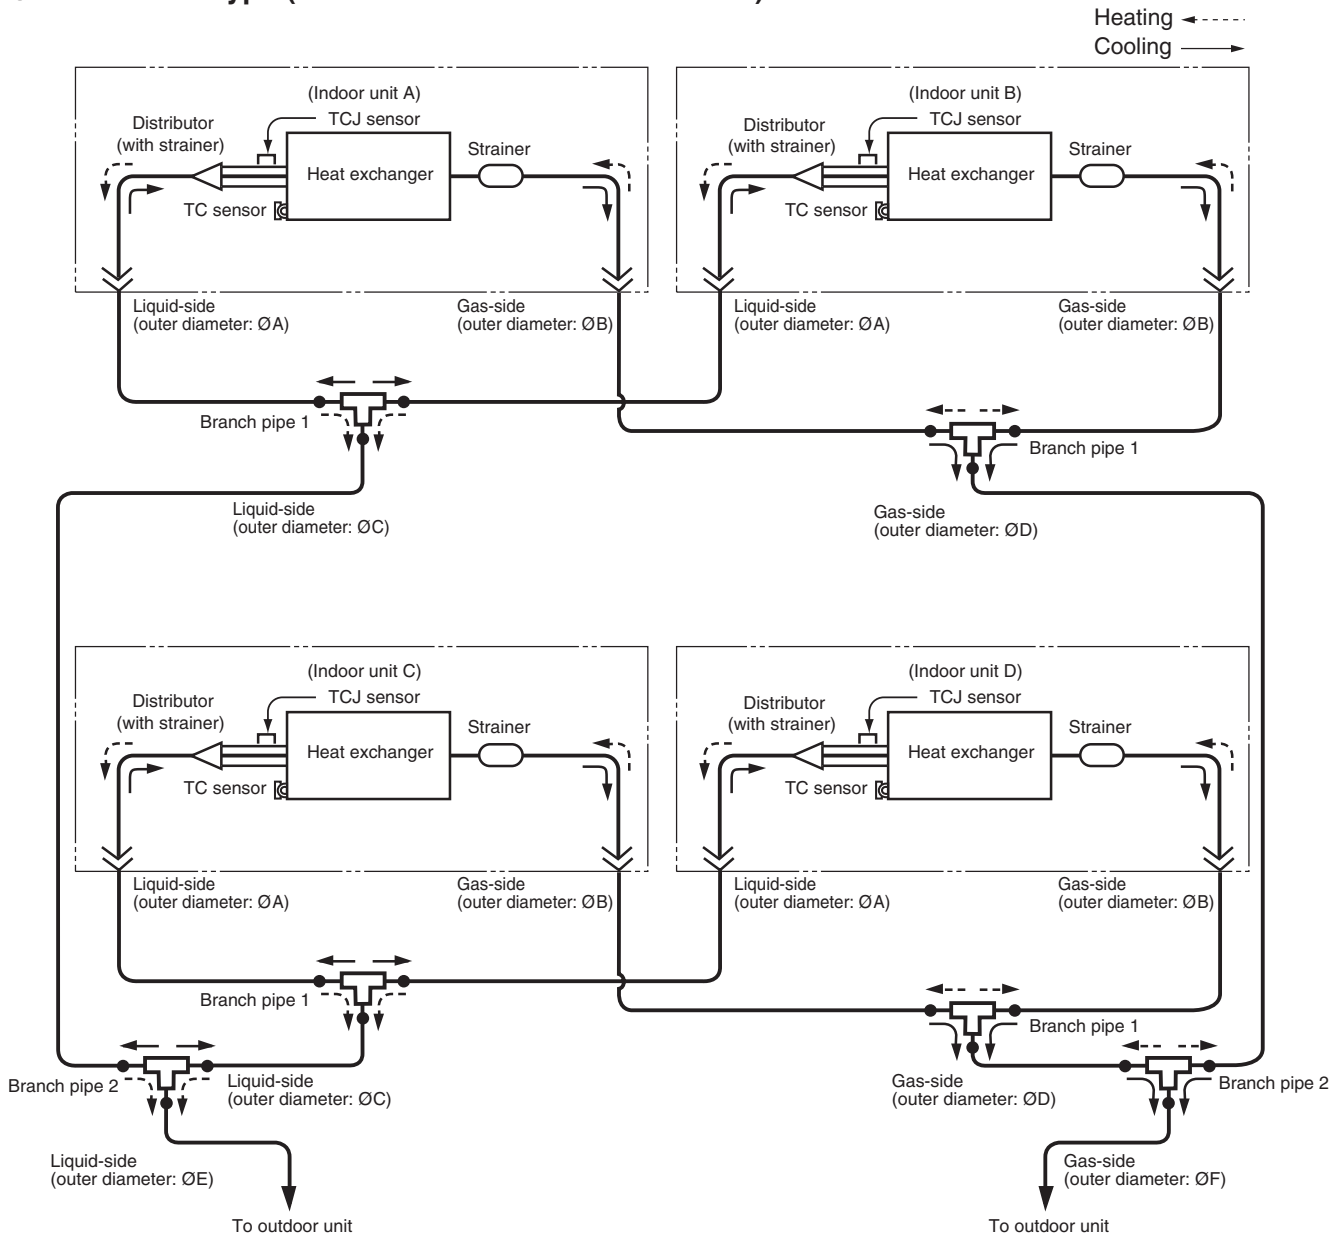 Heating
Cooling
(Indoor unit A)
TCJ sensor
Distributor
(with strainer)
Heat exchanger
Strainer
TC sensor
Liquid-side
(outer diameter: ØA)
Gas-side
(outer diameter: ØB)
(Indoor unit B)
TCJ sensor
Distributor
(with strainer)
Heat exchanger
Strainer
TC sensor
Liquid-side
(outer diameter: ØA)
Gas-side
(outer diameter: ØB)
Branch pipe 1
Branch pipe 1
Liquid-side
(outer diameter: ØC)
Gas-side
(outer diameter: ØD)
(Indoor unit C)
TCJ sensor
Distributor
(with strainer)
Heat exchanger
Strainer
TC sensor
Liquid-side
(outer diameter: ØA)
Gas-side
(outer diameter: ØB)
(Indoor unit D)
TCJ sensor
Distributor
(with strainer)
Heat exchanger
Strainer
TC sensor
Liquid-side
(outer diameter: ØA)
Gas-side
(outer diameter: ØB)
Branch pipe 1
Branch pipe 1
Branch pipe 2
Liquid-side
(outer diameter: ØC)
Gas-side
(outer diameter: ØD)
Branch pipe 2
Liquid-side
(outer diameter: ØE)
Gas-side
(outer diameter: ØF)
To outdoor unit
To outdoor unit